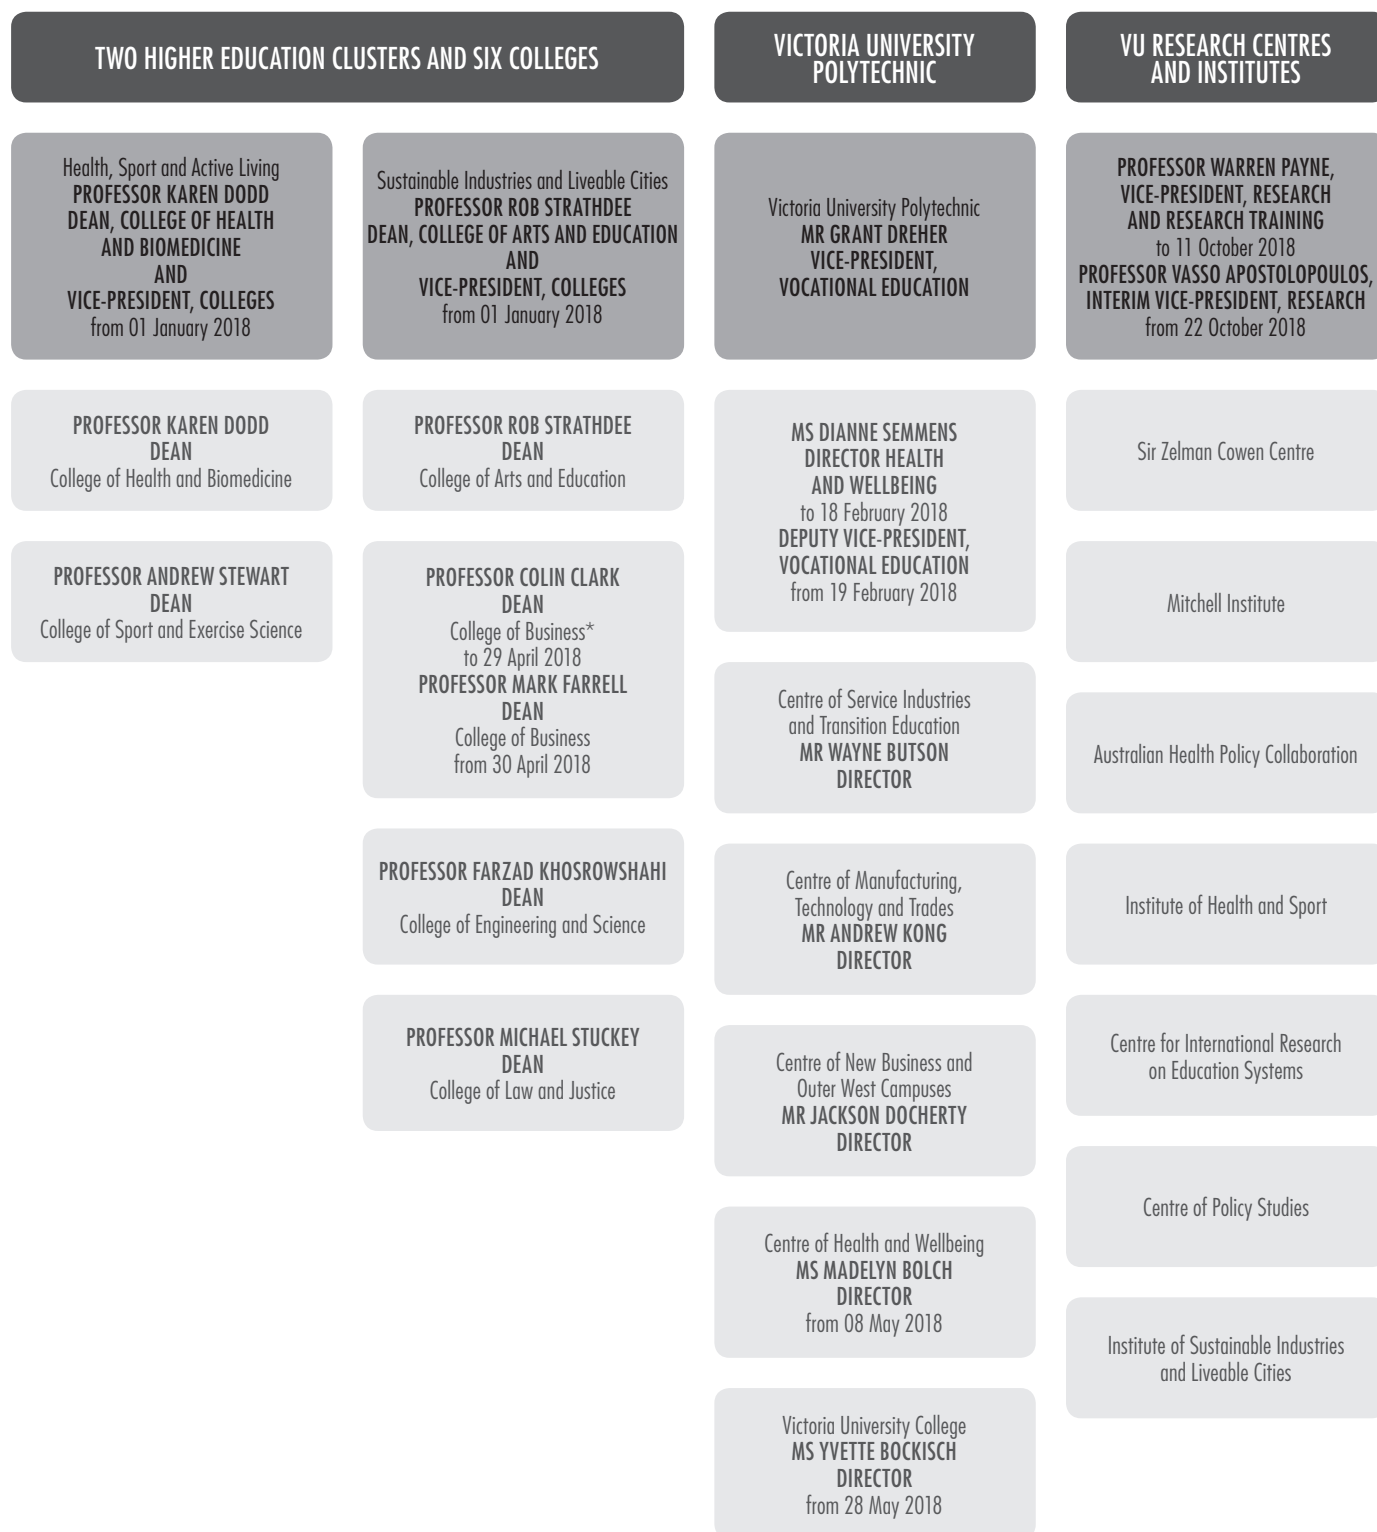 TWO HIGHER EDUCATION CLUSTERS AND SIX COLLEGES
Health, Sport and Active Living
PROFESSOR KAREN DODD
DEAN, COLLEGE OF HEALTH
AND BIOMEDICINE
AND
VICE-PRESIDENT, COLLEGES
from 01 January 2018
PROFESSOR KAREN DODD
DEAN
College of Health and Biomedicine
PROFESSOR ANDREW STEWART
DEAN
College of Sport and Exercise Science
Sustainable Industries and Liveable Cities
PROFESSOR ROB STRATHDEE
DEAN, COLLEGE OF ARTS AND EDUCATION
AND
VICE-PRESIDENT, COLLEGES
from 01 January 2018
PROFESSOR ROB STRATHDEE
DEAN
College of Arts and Education
PROFESSOR COLIN CLARK
DEAN
College of Business*
to 29 April 2018
PROFESSOR MARK FARRELL
DEAN
College of Business
from 30 April 2018
PROFESSOR FARZAD KHOSROWSHAHI
DEAN
College of Engineering and Science
PROFESSOR MICHAEL STUCKEY
DEAN
College of Law and Justice
VICTORIA UNIVERSITY
POLYTECHNIC
Victoria University Polytechnic
MR GRANT DREHER
VICE-PRESIDENT,
VOCATIONAL EDUCATION
MS DIANNE SEMMENS
DIRECTOR HEALTH
AND WELLBEING
to 18 February 2018
DEPUTY VICE-PRESIDENT,
VOCATIONAL EDUCATION
from 19 February 2018
Centre of Service Industries
and Transition Education
MR WAYNE BUTSON
DIRECTOR
Centre of Manufacturing,
Technology and Trades
MR ANDREW KONG
DIRECTOR
Centre of New Business and
Outer West Campuses
MR JACKSON DOCHERTY
DIRECTOR
Centre of Health and Wellbeing
MS MADELYN BOLCH
DIRECTOR
from 08 May 2018
Victoria University College
MS YVETTE BOCKISCH
DIRECTOR
from 28 May 2018
VU RESEARCH CENTRES
AND INSTITUTES
PROFESSOR WARREN PAYNE,
VICE-PRESIDENT, RESEARCH
AND RESEARCH TRAINING
to 11 October 2018
PROFESSOR VASSO APOSTOLOPOULOS,
INTERIM VICE-PRESIDENT, RESEARCH
from 22 October 2018
Sir Zelman Cowen Centre
Mitchell Institute
Australian Health Policy Collaboration
Institute of Health and Sport
Centre for International Research
on Education Systems
Centre of Policy Studies
Institute of Sustainable Industries
and Liveable Cities